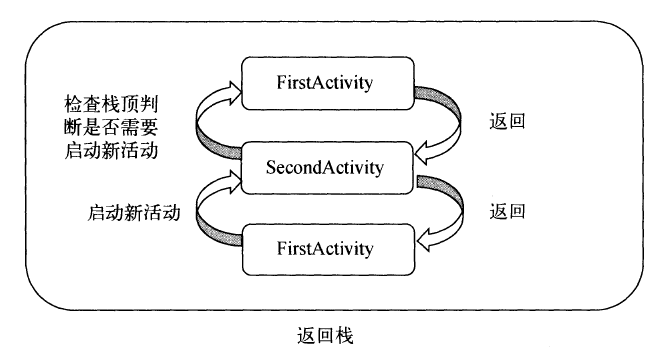 FirstActivity
检查栈顶判
断是否需要
启动新活动
返回
SecondActivity
启动新活动
返回
FirstActivity
返回栈